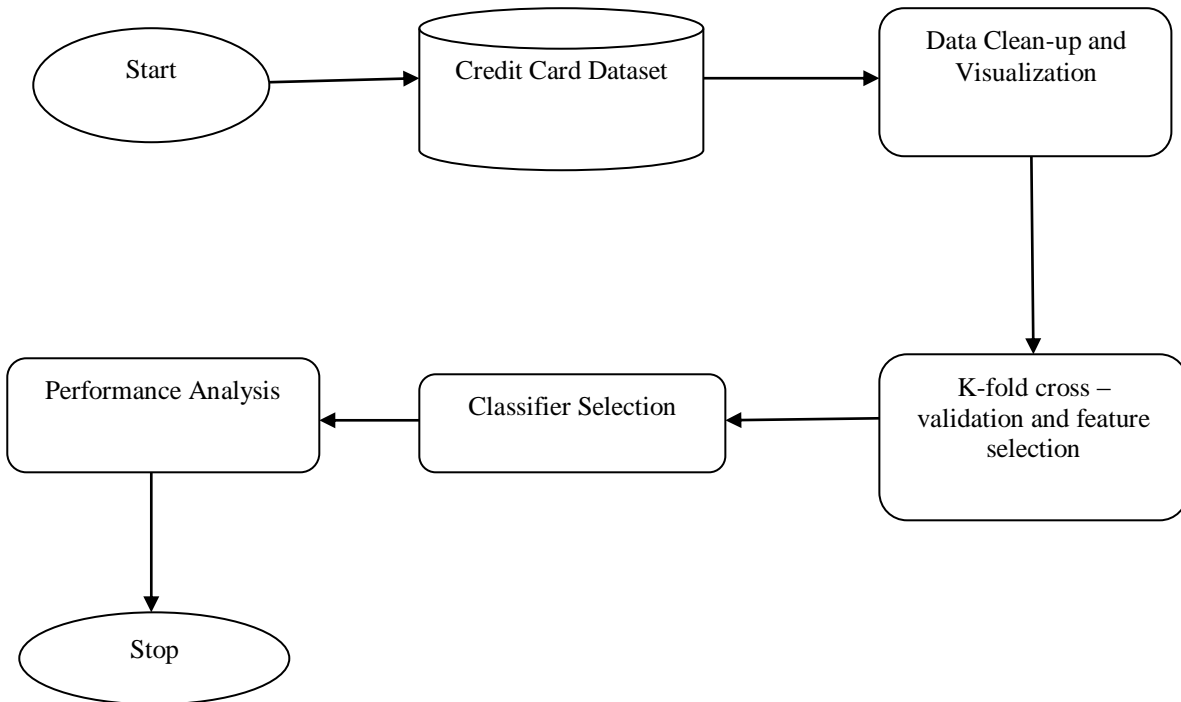 Start
Credit Card Dataset
Data Clean-up and
Visualization
K-fold cross –
validation and feature
selection
Classifier Selection
Performance Analysis
Stop